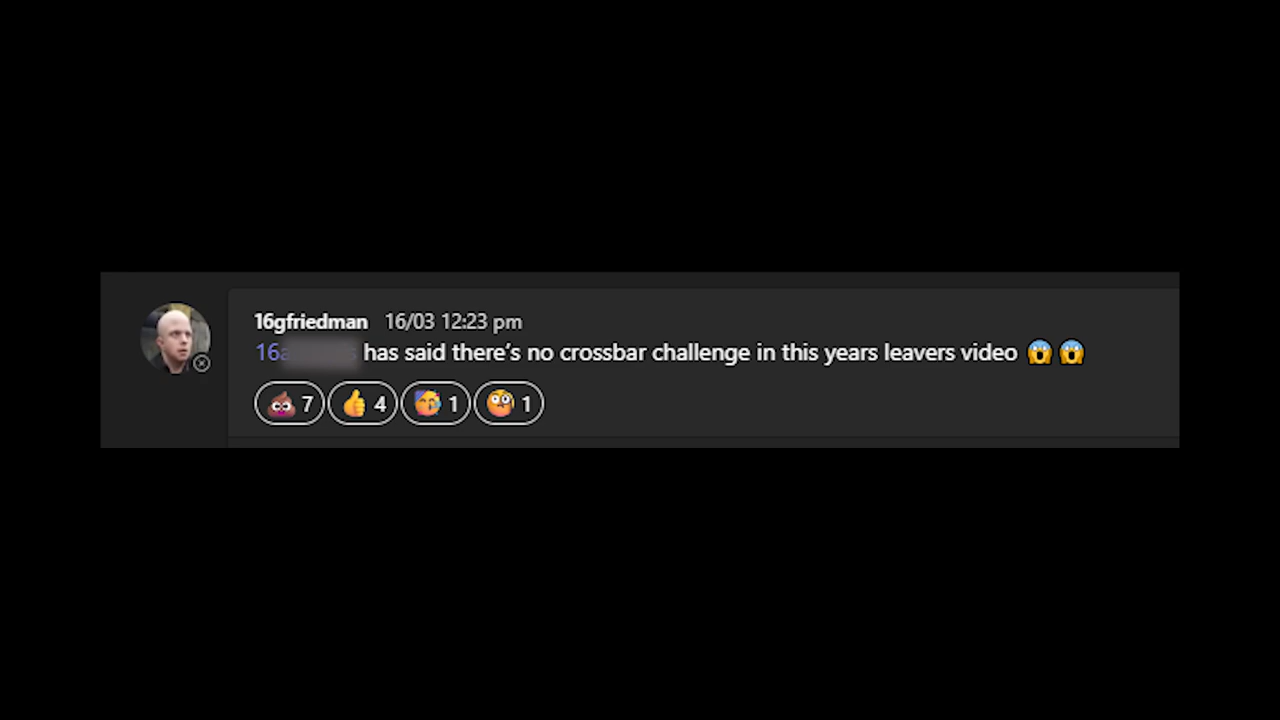 16gfriedman 16/03 12:23 pm
has said there's no crossbar challenge in this years leavers video 😱 😱
💩 7 👍 4 🥳 1 🧐 1